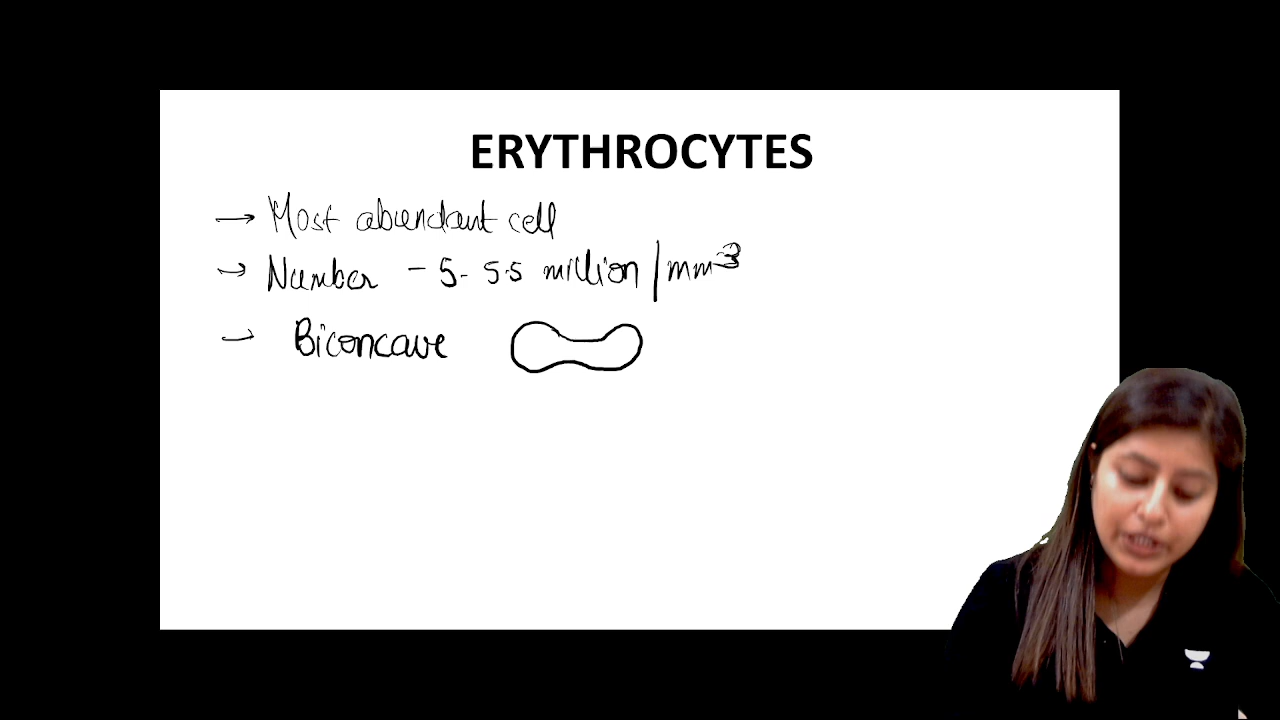 ERYTHROCYTES
→ Most abundant cell
→ Number - 5-5.5 million/mm³
→ Biconcave